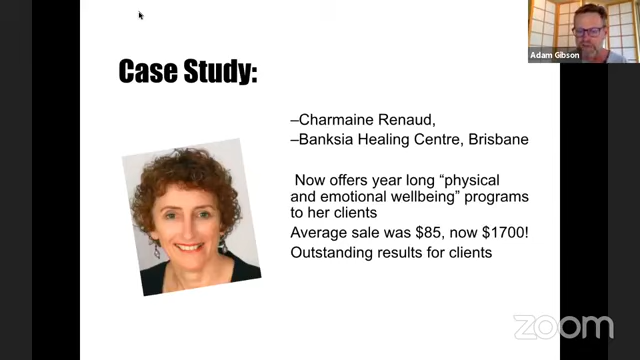 Case Study:
–Charmaine Renaud,
–Banksia Healing Centre, Brisbane
Now offers year long “physical
and emotional wellbeing” programs
to her clients
Average sale was $85, now $1700!
Outstanding results for clients
Adam Gibson
zoom